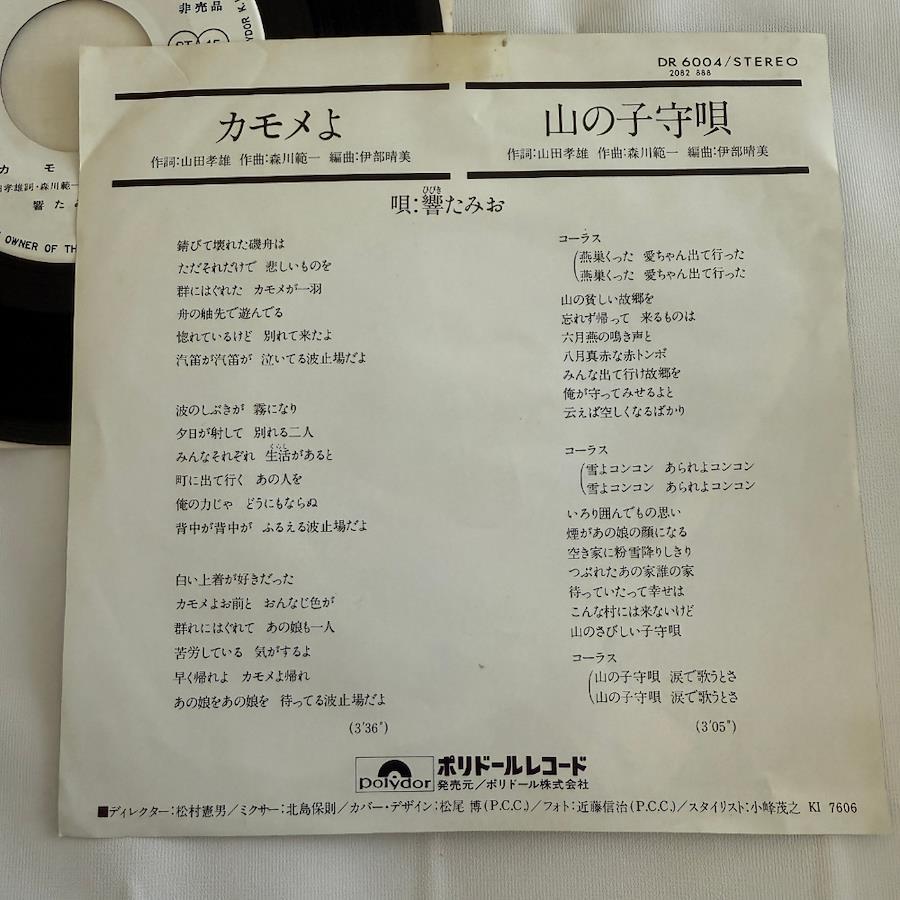 非売品
カモ
OWNER OF TH
DR 6004/STEREO
2082 888
カモメよ
作詞:山田孝雄 作曲:森川範一 編曲:伊部晴美
山の子守唄
作詞:山田孝雄 作曲:森川範一 編曲:伊部晴美
ひびき
唄:響たみお
錆びて壊れた磯舟は
ただそれだけで 悲しいものを
群にはぐれた カモメが一羽
舟の舳先で遊んでる
惚れているけど 別れて来たよ
汽笛が汽笛が 泣いてる波止場だよ
波のしぶきが 霧になり
夕日が射して 別れる二人
くらし
みんなそれぞれ 生活があると
町に出て行く あの人を
俺の力じゃ どうにもならぬ
背中が背中が ふるえる波止場だよ
白い上着が好きだった
カモメよお前と おんなじ色が
群れにはぐれて あの娘も一人
苦労している 気がするよ
早く帰れよ カモメよ帰れ
あの娘をあの娘を 待ってる波止場だよ
(3'36")
コーラス
燕巣くった 愛ちゃん出て行った
燕巣くった 愛ちゃん出て行った
山の貧しい故郷を
忘れず帰って 来るものは
六月燕の鳴き声と
八月真赤な赤トンボ
みんな出て行け故郷を
俺が守ってみせるよと
云えば空しくなるばかり
コーラス
雪よコンコン あられよコンコン
雪よコンコン あられよコンコン
いろり囲んでもの思い
煙があの娘の顔になる
空き家に粉雪降りしきり
つぶれたあの家誰の家
待っていたって幸せは
こんな村には来ないけど
山のさびしい子守唄
コーラス
山の子守唄 涙で歌うとさ
山の子守唄 涙で歌うとさ
(3'05")
polydor ポリドールレコード
発売元/ポリドール株式会社
■ディレクター:松村憲男/ミクサー:北島保則/カバー・デザイン:松尾 博(P.C.C.)/フォト:近藤信治(P.C.C.)/スタイリスト:小峰茂之 KI 7606